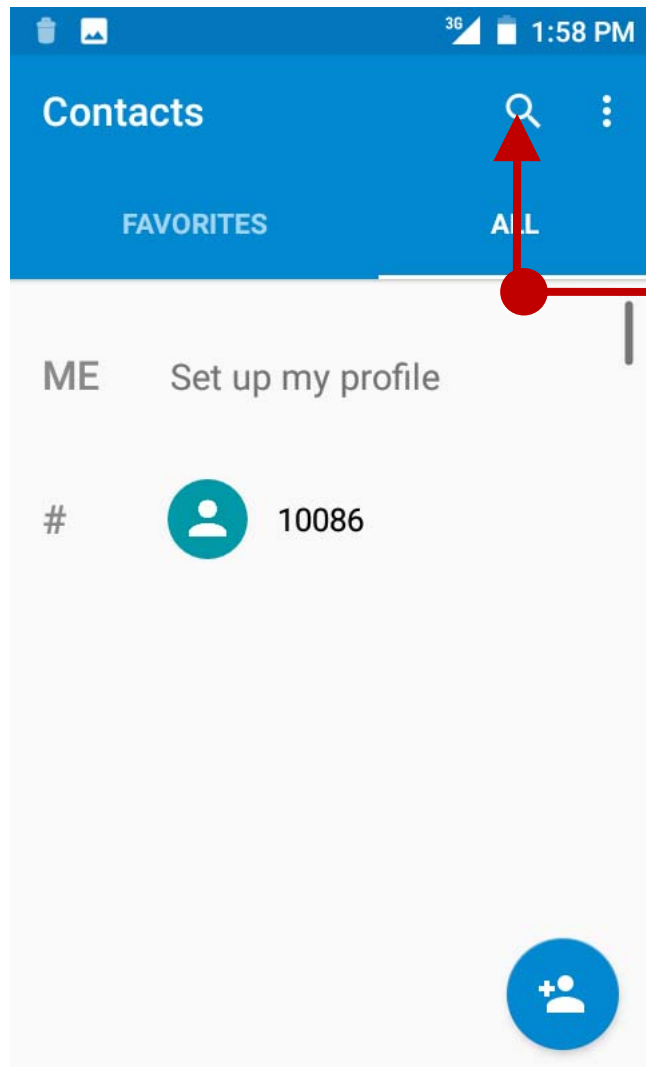 3G 1:58 PM
Contacts
FAVORITES ALL
ME Set up my profile
# 10086